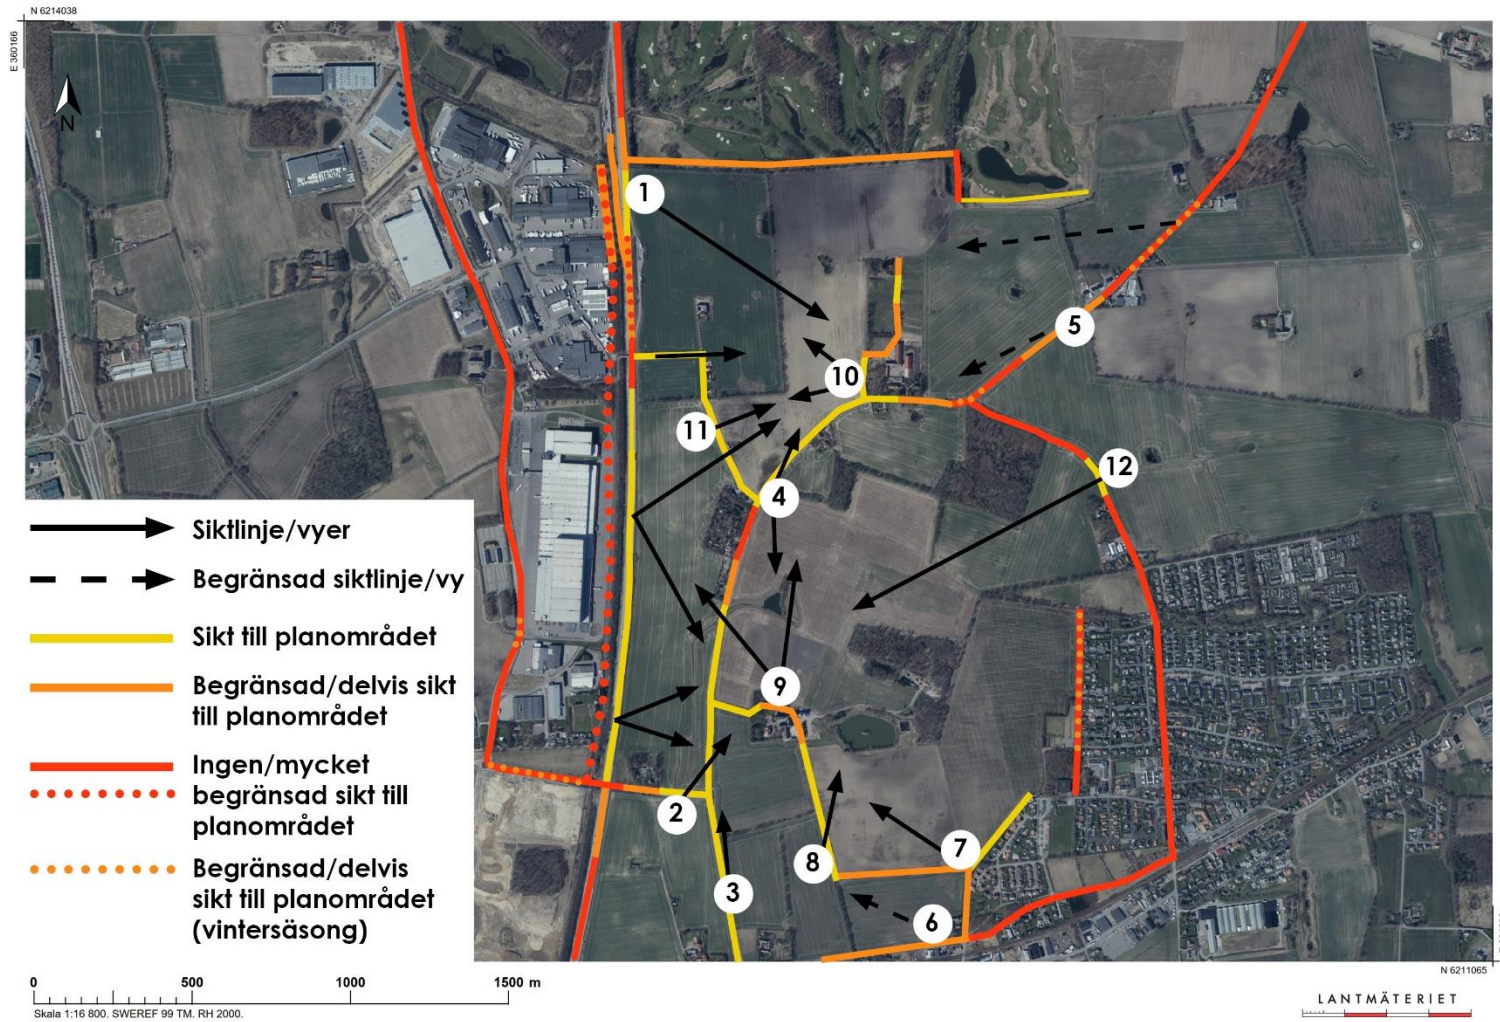 N 6214038
E 360166
N
1
5
10
11
12
4
9
2
8
7
3
6
Siktlinje/vyer
Begränsad siktlinje/vy
Sikt till planområdet
Begränsad/delvis sikt
till planområdet
Ingen/mycket
begränsad sikt till
planområdet
Begränsad/delvis
sikt till planområdet
(vintersäsong)
N 6211065
0 500 1000 1500 m
Skala 1:16 800. SWEREF 99 TM. RH 2000.
LANTMÄTERIET